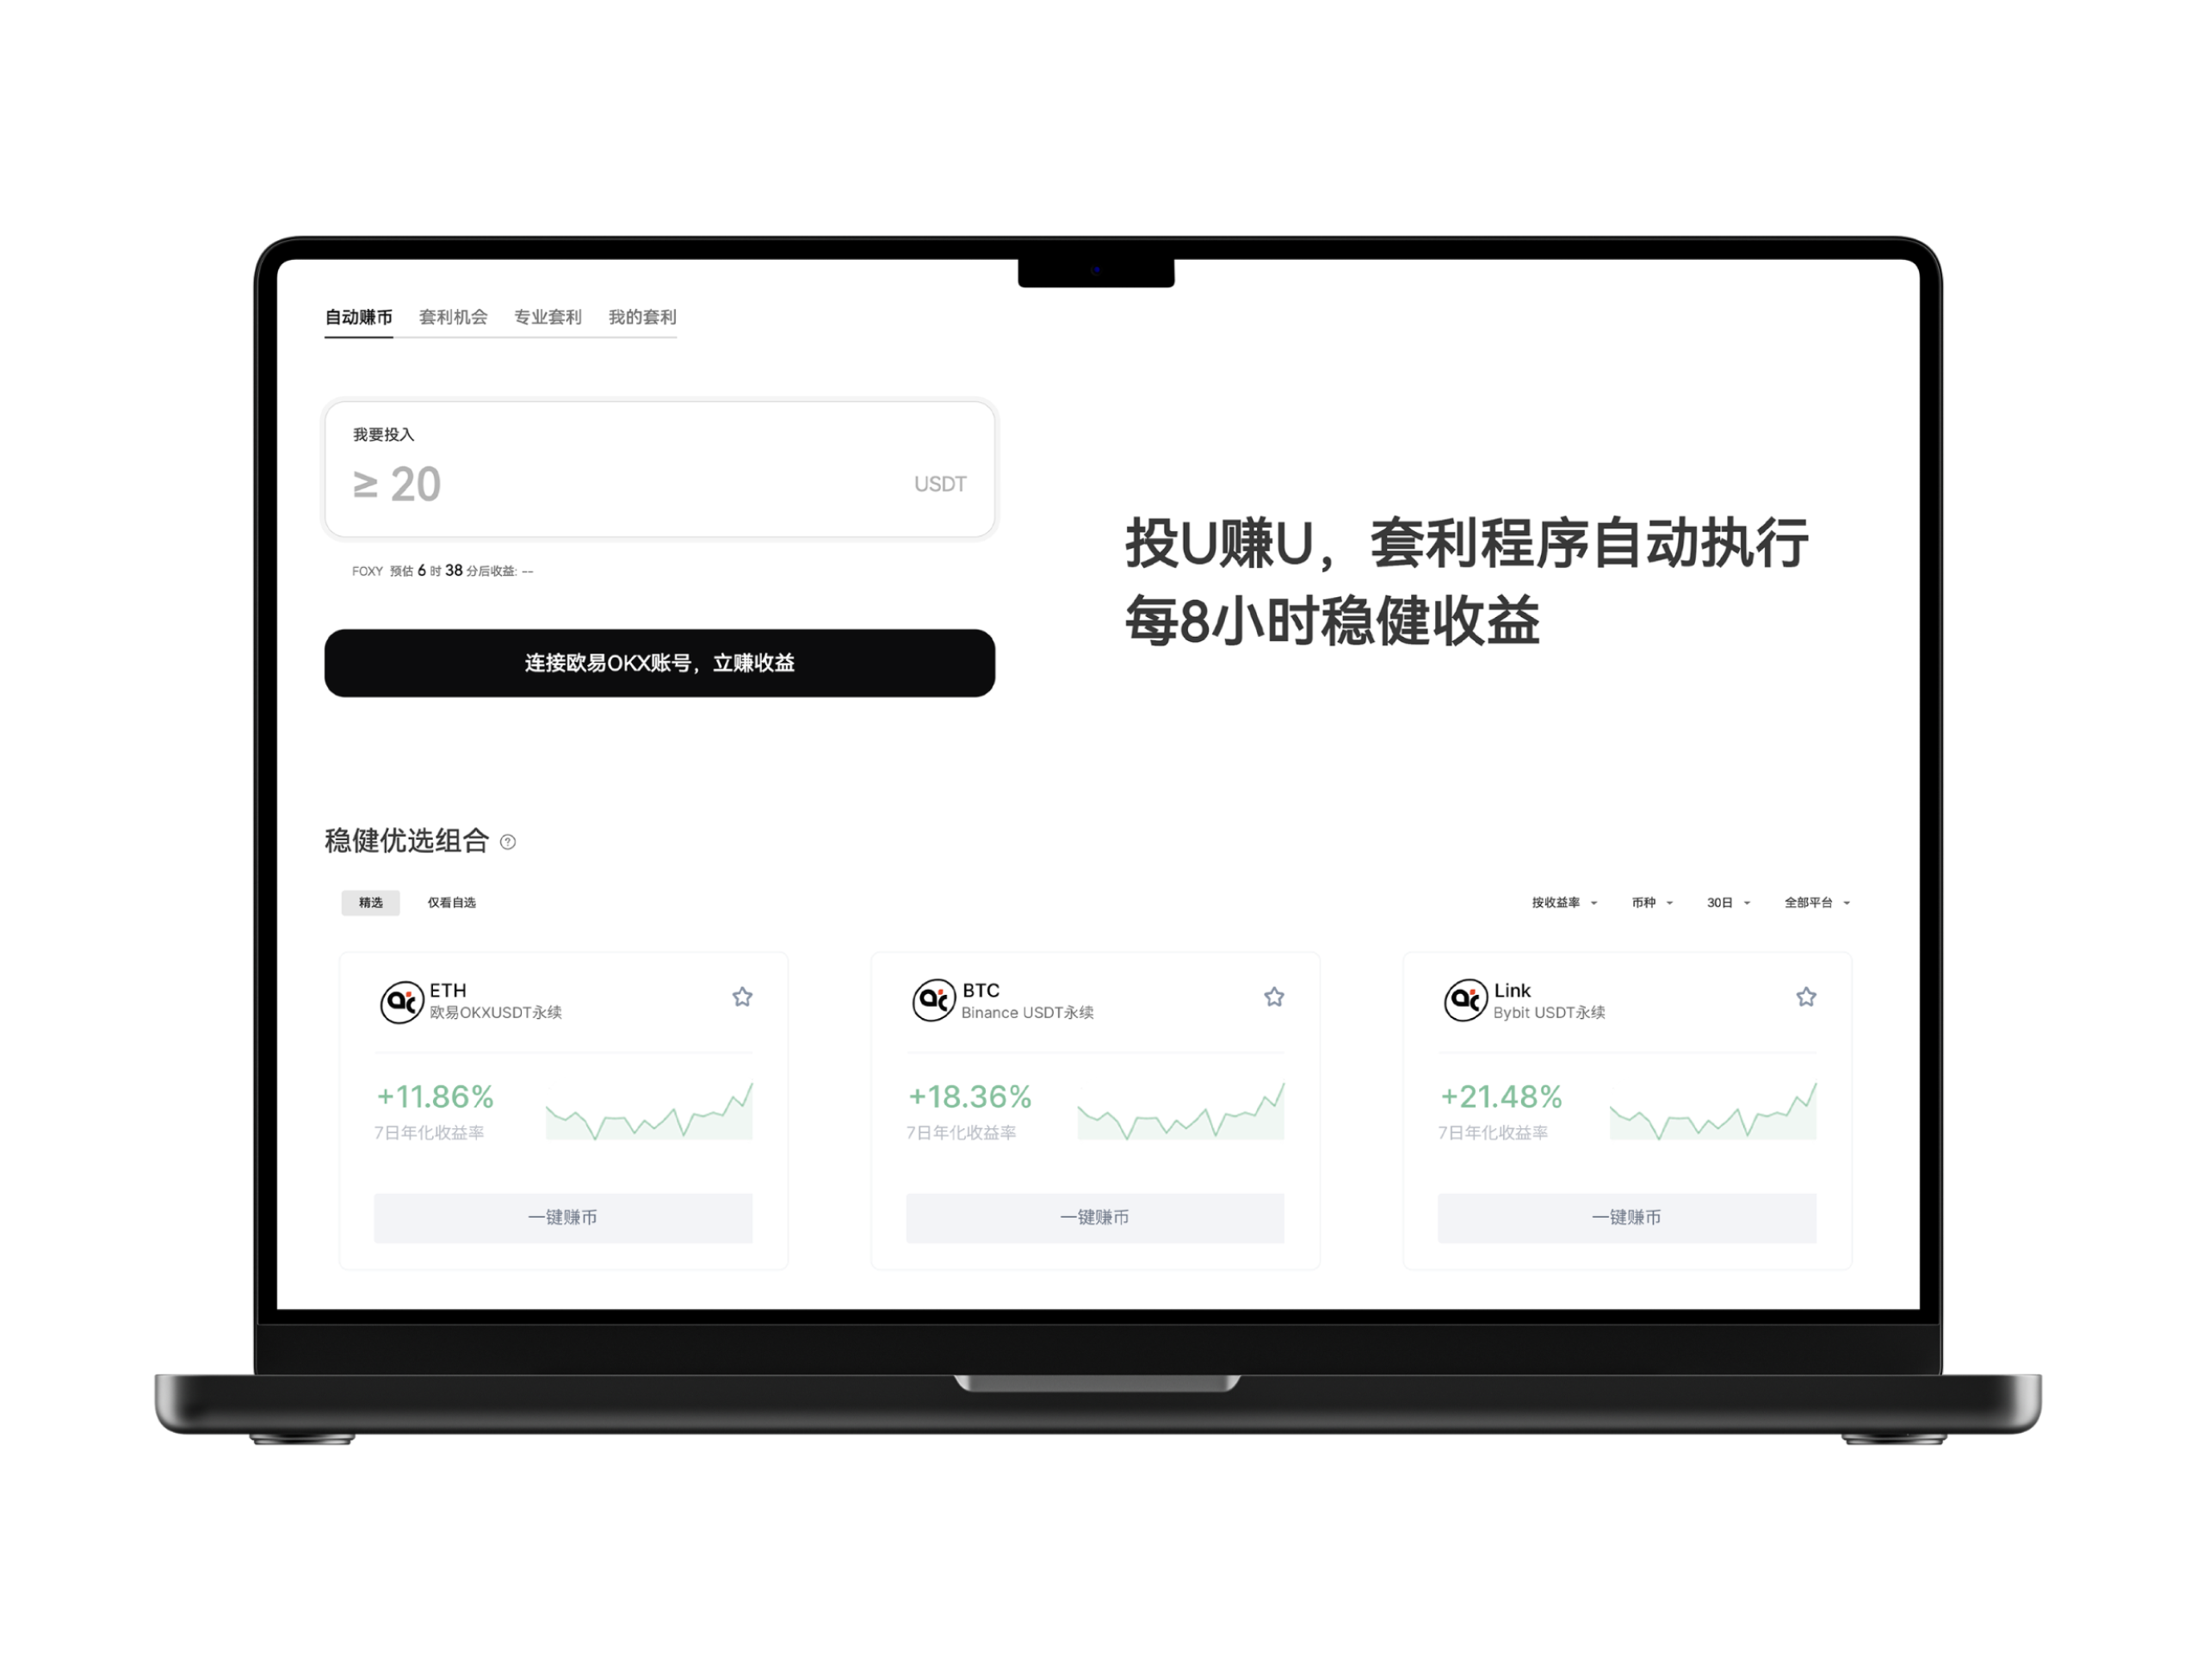 自动赚币 套利机会 专业套利 我的套利
我要投入
≥ 20 USDT
FOXY 预估 6 时 38 分后收益: --
连接欧易OKX账号，立赚收益
投U赚U，套利程序自动执行
每8小时稳健收益
稳健优选组合 ?
精选 仅看自选 按收益率 币种 30日 全部平台
ETH
欧易OKXUSDT永续
+11.86%
7日年化收益率
一键赚币
BTC
Binance USDT永续
+18.36%
7日年化收益率
一键赚币
Link
Bybit USDT永续
+21.48%
7日年化收益率
一键赚币